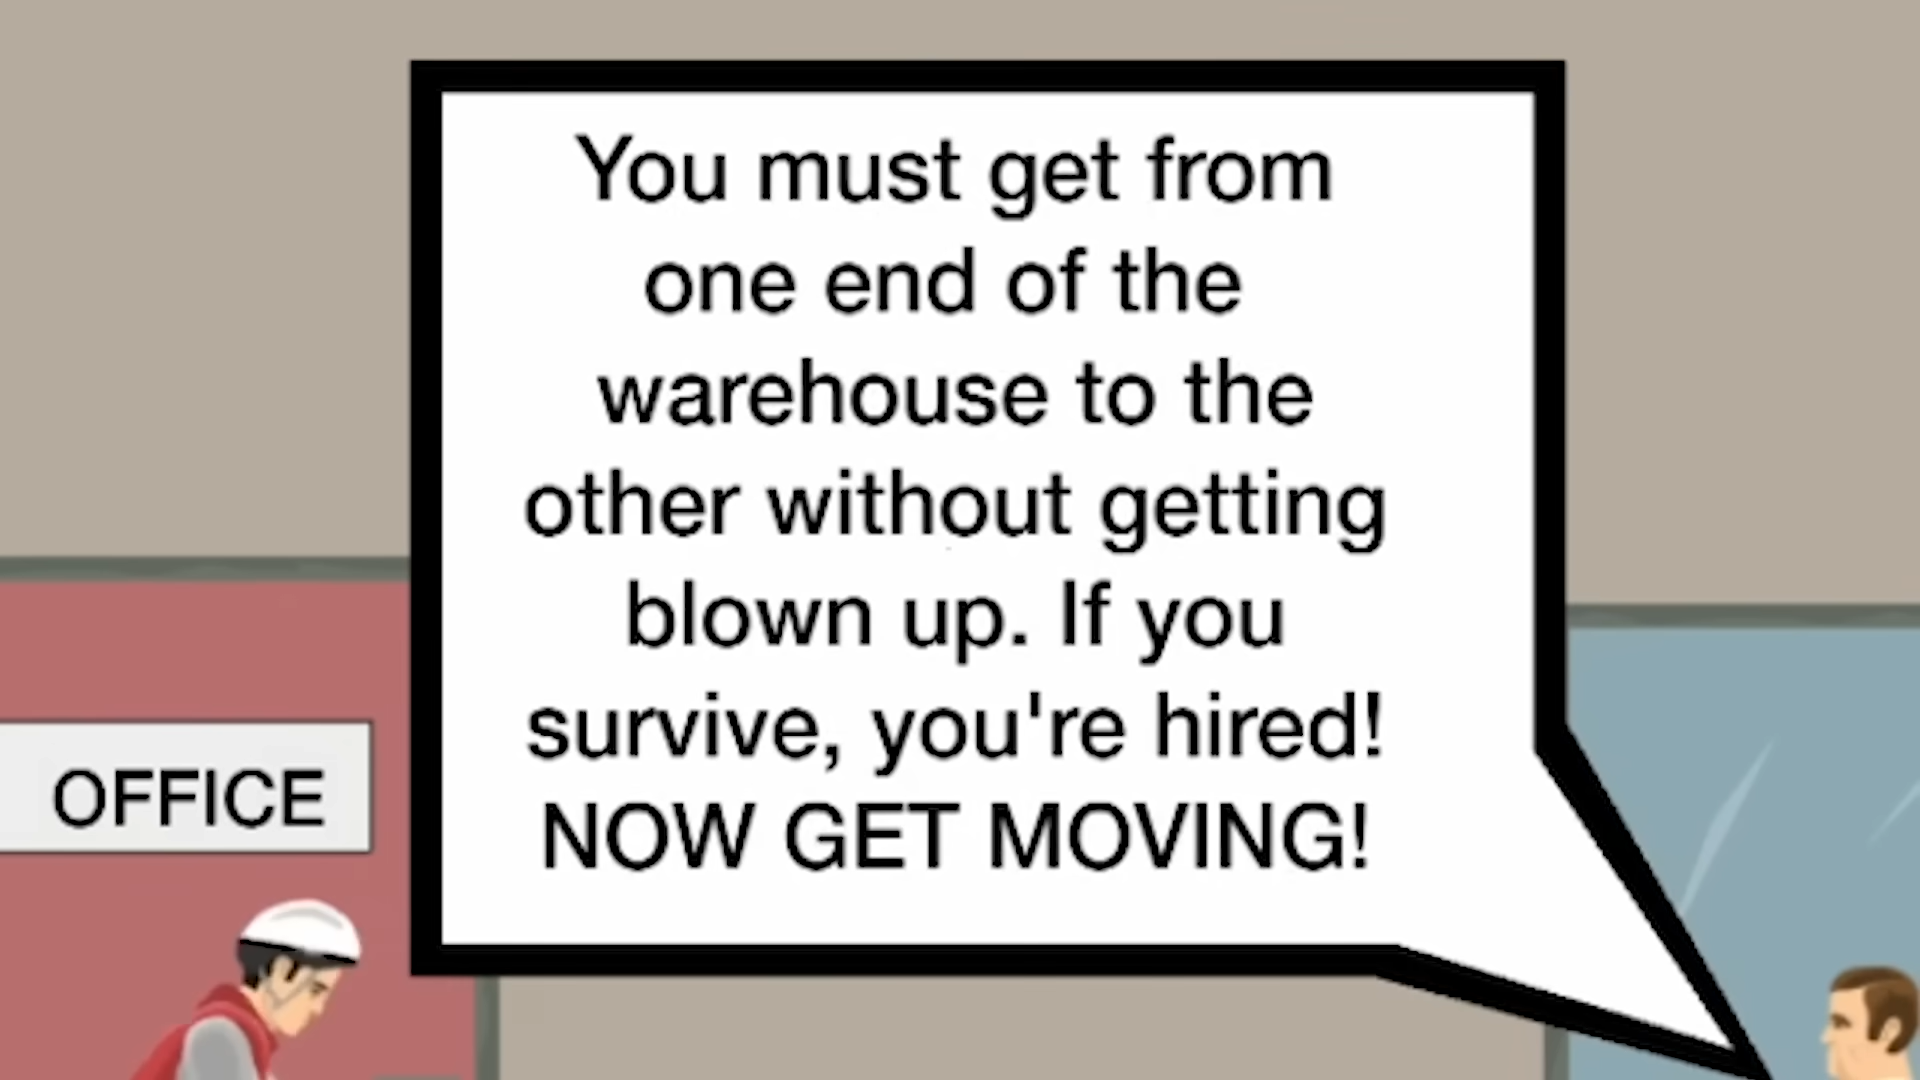 You must get from
one end of the
warehouse to the
other without getting
blown up. If you
survive, you're hired!
NOW GET MOVING!
OFFICE